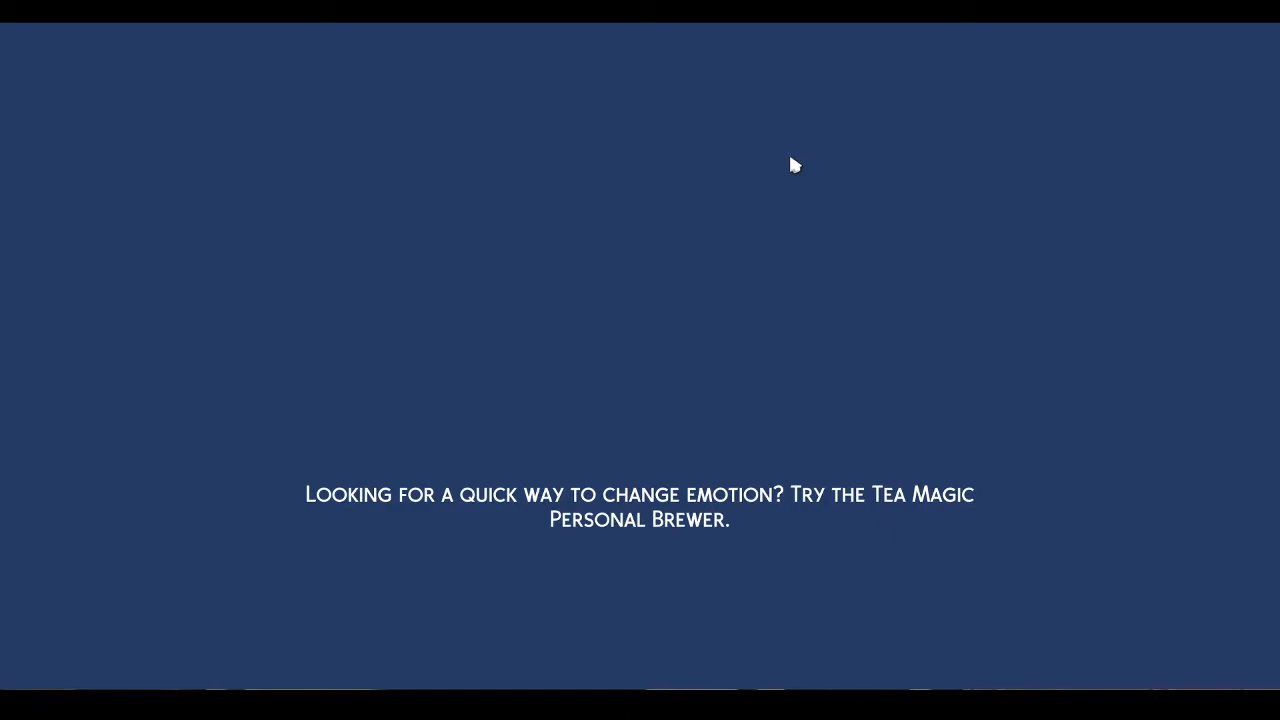 Looking for a quick way to change emotion? Try the Tea Magic
Personal Brewer.